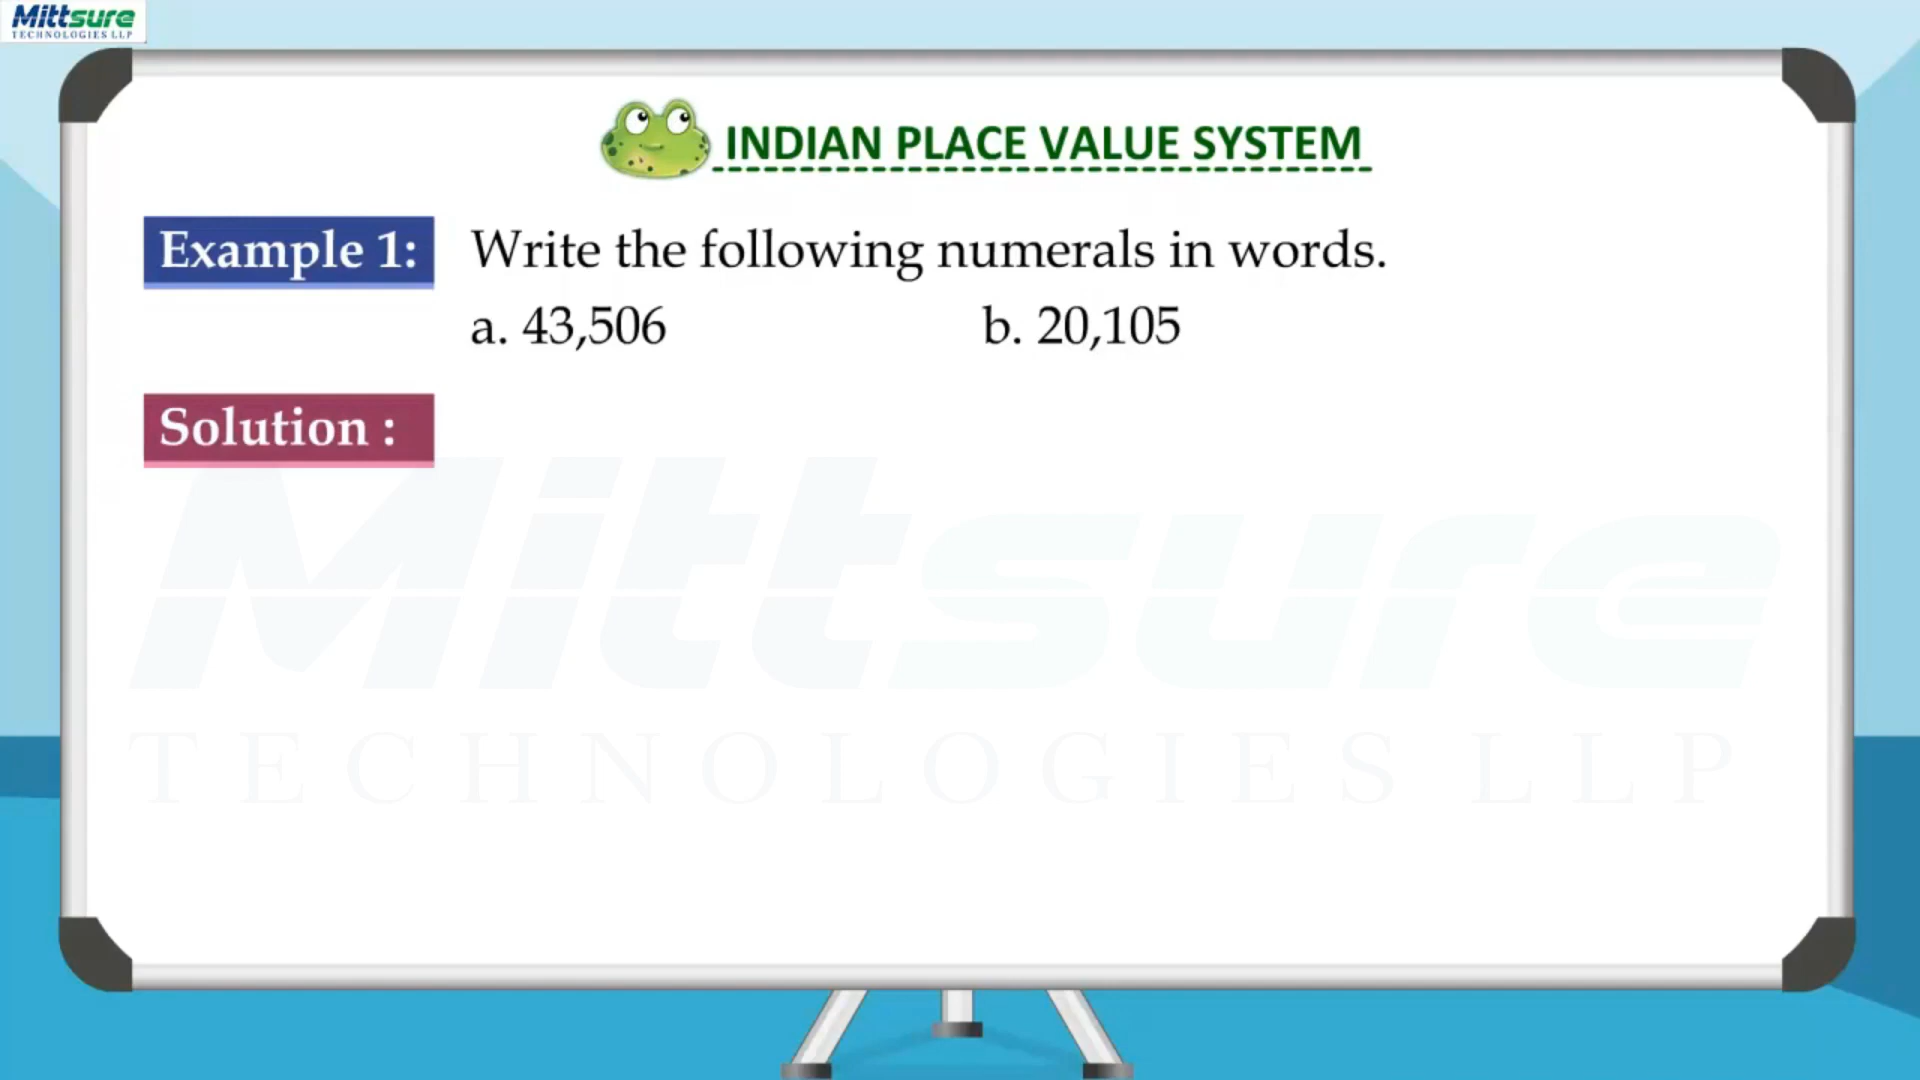 Mittsure
TECHNOLOGIES LLP
INDIAN PLACE VALUE SYSTEM
Example 1: Write the following numerals in words.
a. 43,506 b. 20,105
Solution :
Mittsure
TECHNOLOGIES LLP